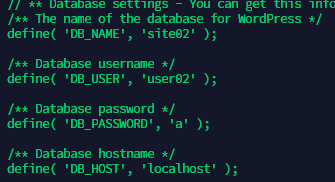 // ** Database settings - You can get this info
/** The name of the database for WordPress */
define( 'DB_NAME', 'site02' );
/** Database username */
define( 'DB_USER', 'user02' );
/** Database password */
define( 'DB_PASSWORD', 'a' );
/** Database hostname */
define( 'DB_HOST', 'localhost' );